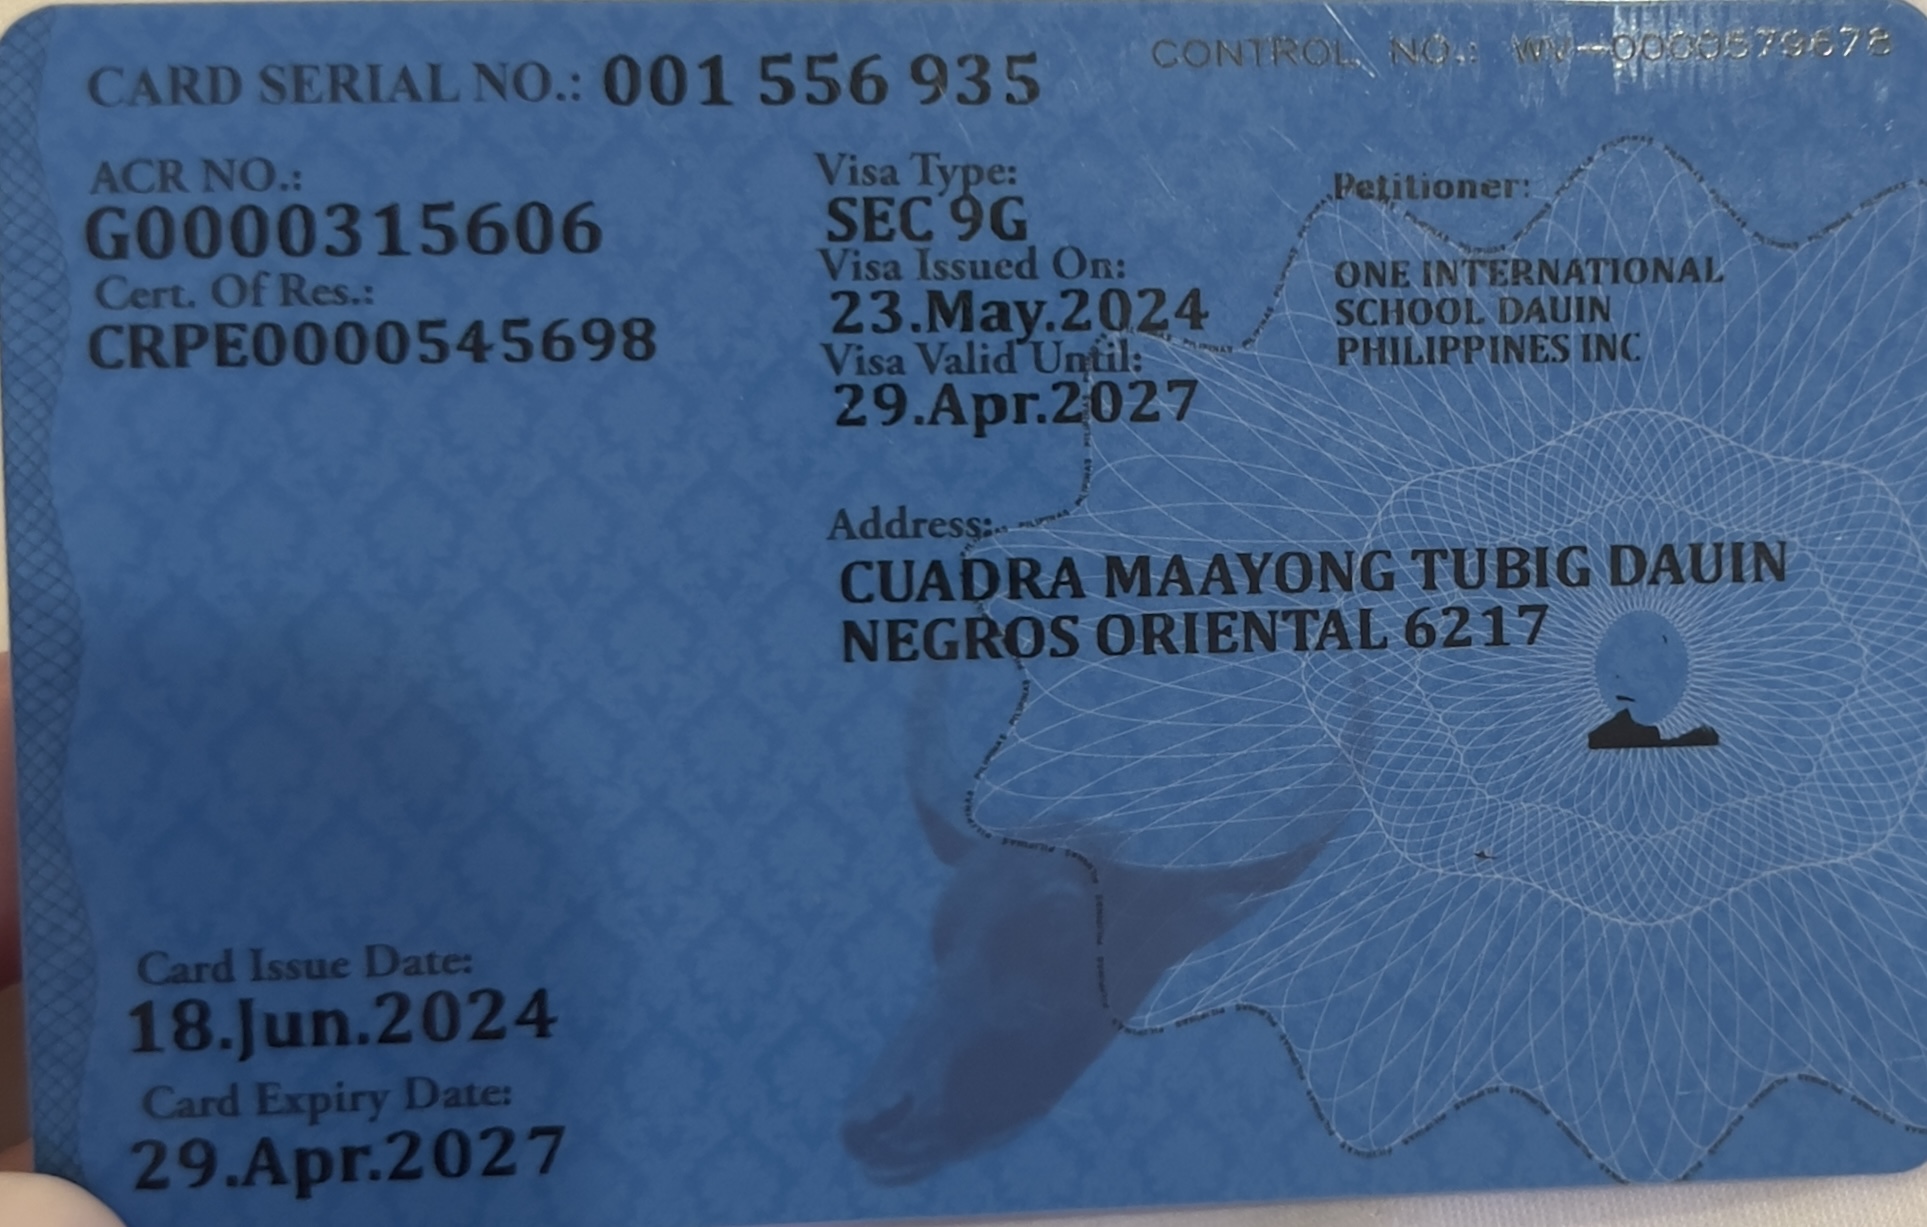 CONTROL NO.: WV-0000579678
CARD SERIAL NO.: 001 556 935
ACR NO.:
G0000315606
Cert. Of Res.:
CRPE0000545698
Visa Type:
SEC 9G
Visa Issued On:
23.May.2024
Visa Valid Until:
29.Apr.2027
Petitioner:
ONE INTERNATIONAL
SCHOOL DAUIN
PHILIPPINES INC
Address:
CUADRA MAAYONG TUBIG DAUIN
NEGROS ORIENTAL 6217
Card Issue Date:
18.Jun.2024
Card Expiry Date:
29.Apr.2027